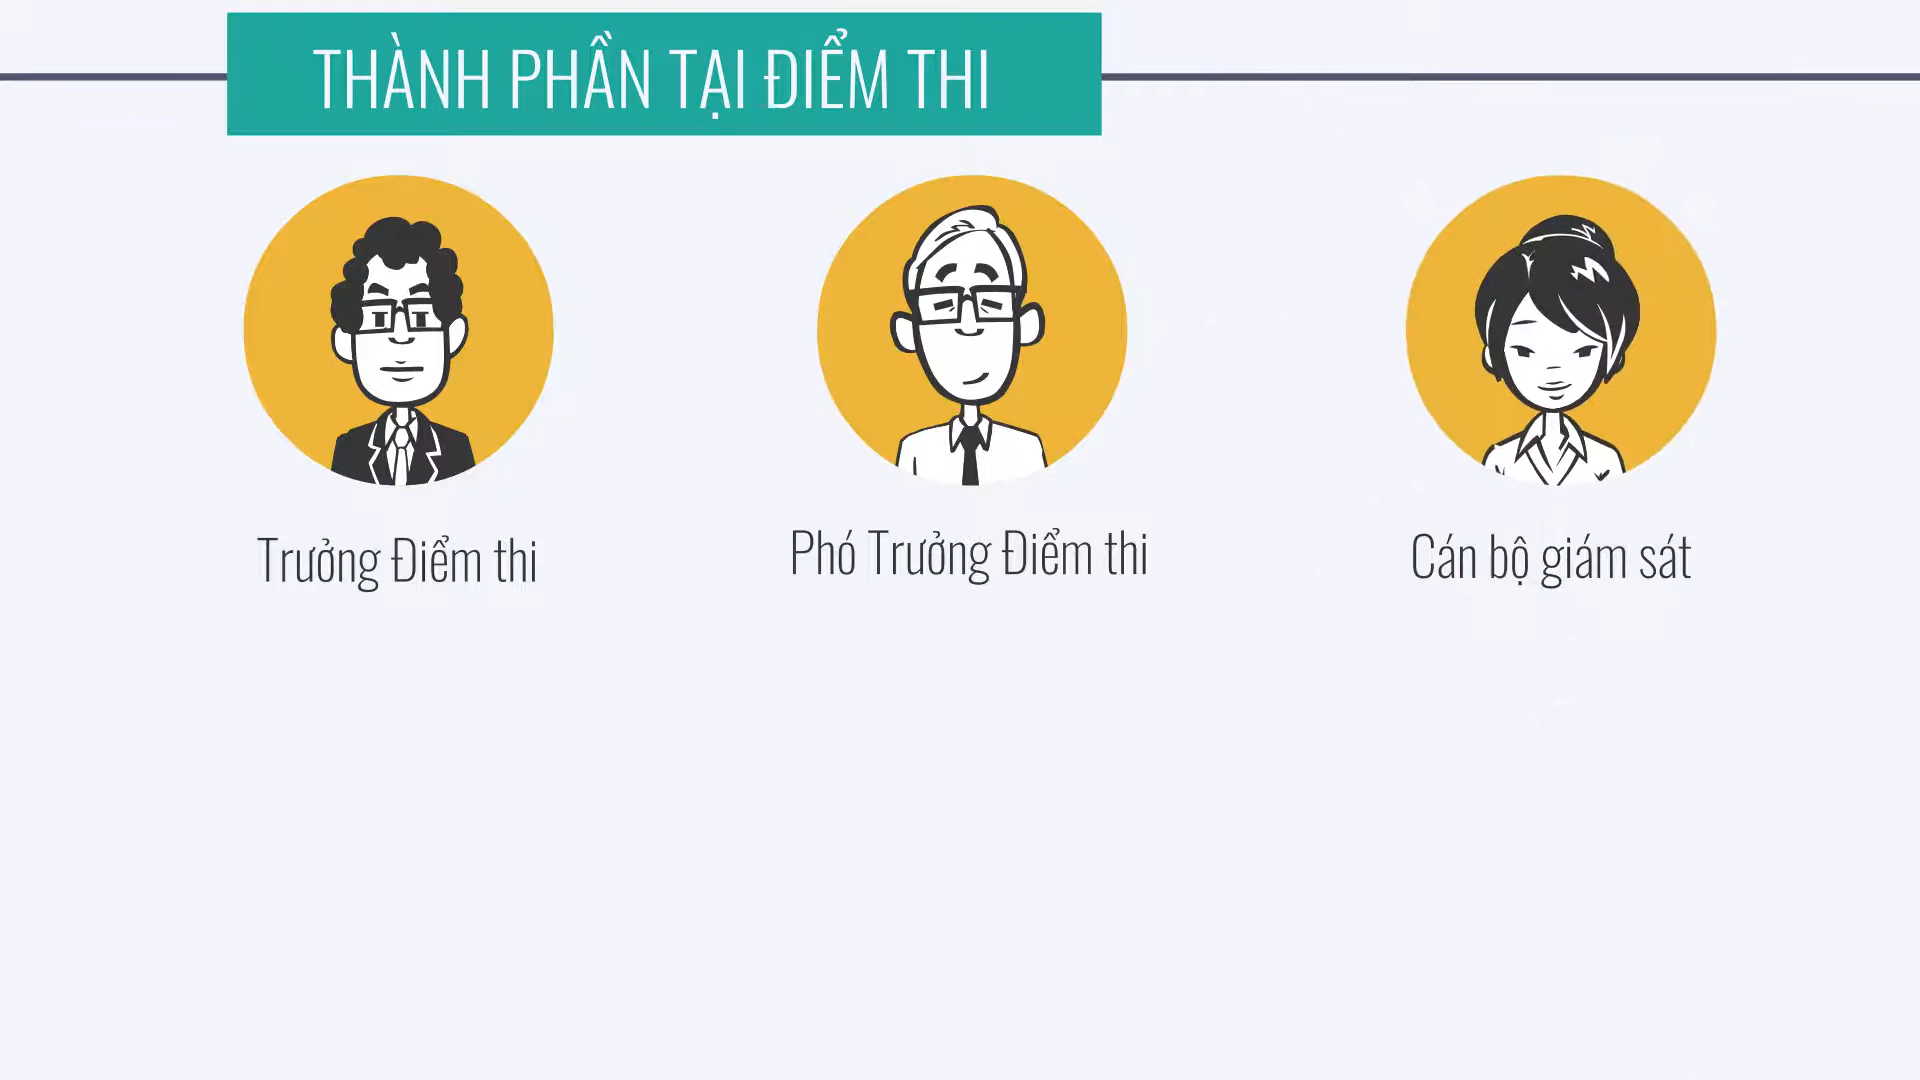 THÀNH PHẦN TẠI ĐIỂM THI
Trưởng Điểm thi
Phó Trưởng Điểm thi
Cán bộ giám sát